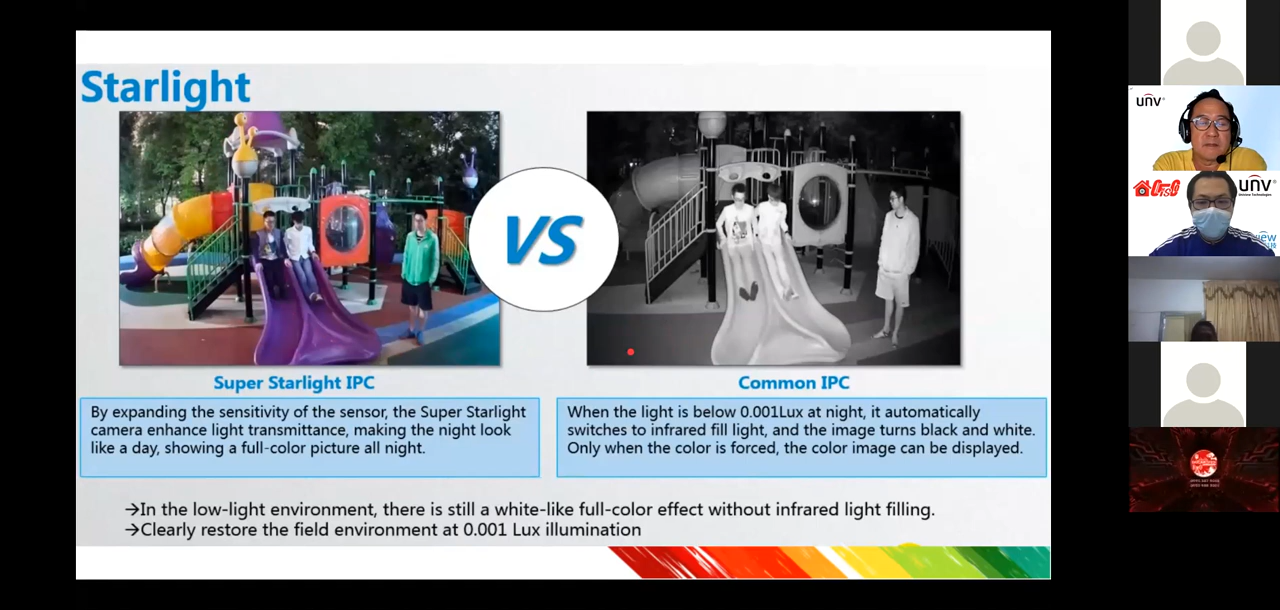 Starlight
VS
Super Starlight IPC
Common IPC
By expanding the sensitivity of the sensor, the Super Starlight
camera enhance light transmittance, making the night look
like a day, showing a full-color picture all night.
When the light is below 0.001Lux at night, it automatically
switches to infrared fill light, and the image turns black and white.
Only when the color is forced, the color image can be displayed.
→In the low-light environment, there is still a white-like full-color effect without infrared light filling.
→Clearly restore the field environment at 0.001 Lux illumination
unv
unv